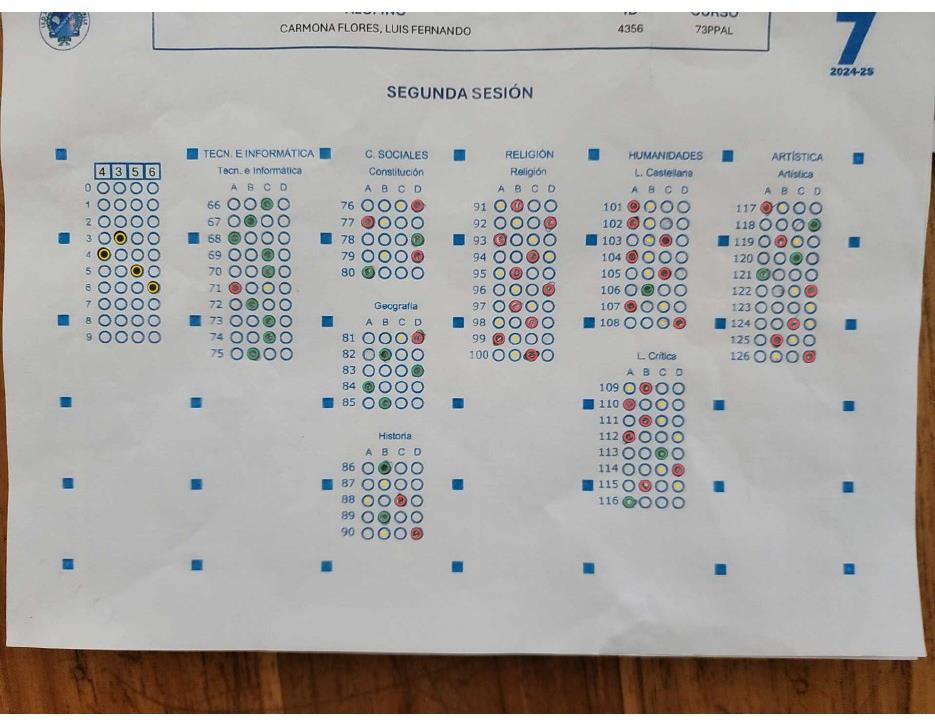 CARMONA FLORES, LUIS FERNANDO 4356 73PPAL
7
2024-25
SEGUNDA SESIÓN
TECN. E INFORMÁTICA C. SOCIALES RELIGIÓN HUMANIDADES ARTÍSTICA
Tecn. e Informática Constitución Religión L. Castellana Artística
4 3 5 6
A B C D A B C D A B C D A B C D A B C D
0
1 66 76 91 101 117
2 67 77 92 102 118
3 68 78 93 103 119
4 69 79 94 104 120
5 70 80 95 105 121
6 71 96 106 122
7 72 Geografía 97 107 123
8 73 A B C D 98 108 124
9 74 81 99 125
75 82 100 L. Crítica 126
83 A B C D
84 109
85 110
Historia 111
A B C D 112
86 113
87 114
88 115
89 116
90